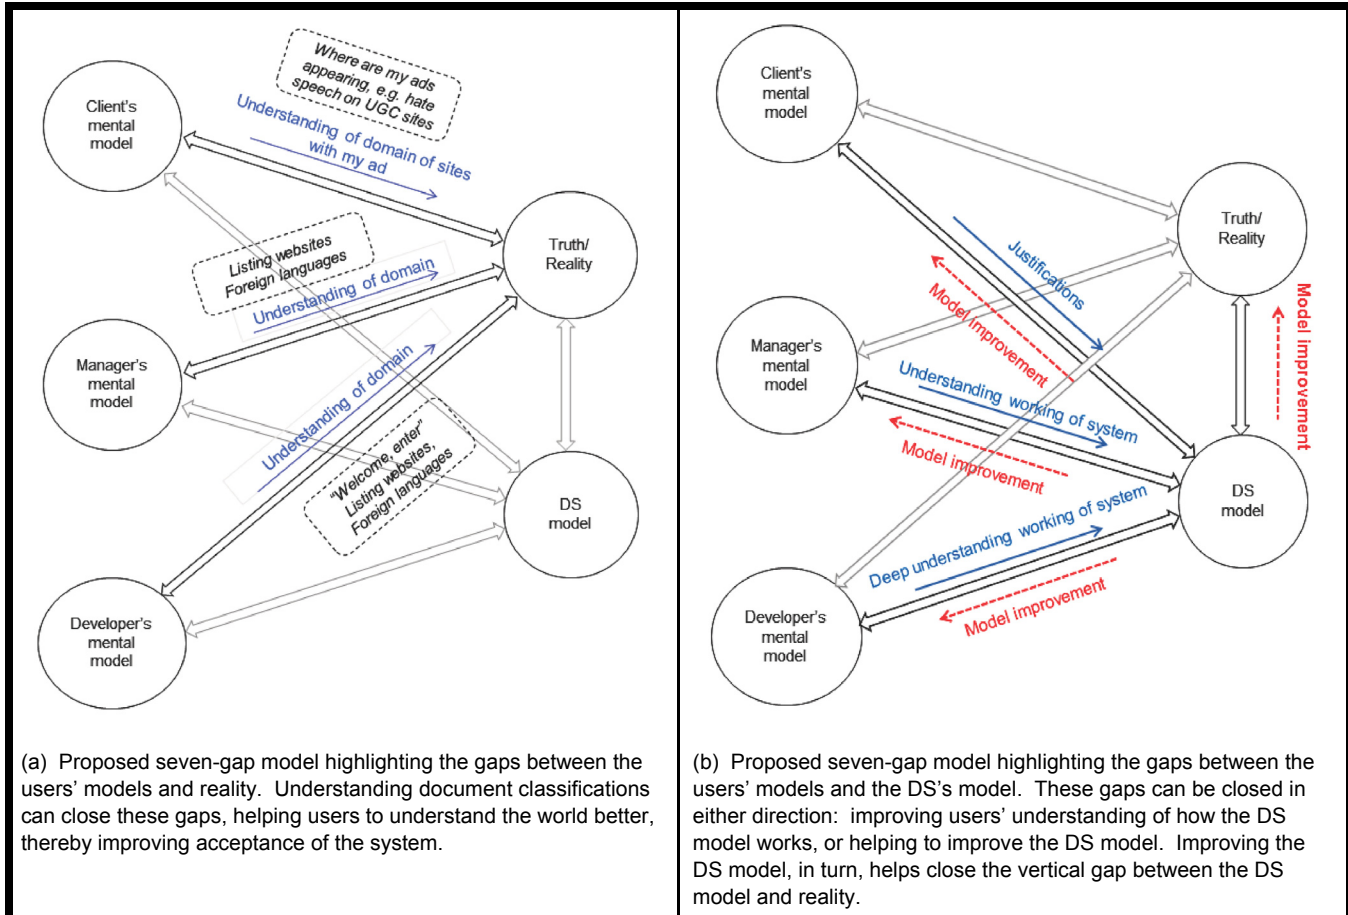 Where are my ads
appearing, e.g. hate
speech on UGC sites
Client's
mental
model
Understanding of domain of sites
with my ad
Listing websites
Foreign languages
Understanding of domain
Truth/
Reality
Manager's
mental
model
Understanding of domain
"Welcome, enter"
Listing websites,
Foreign languages
DS
model
Developer's
mental
model
(a) Proposed seven-gap model highlighting the gaps between the
users' models and reality. Understanding document classifications
can close these gaps, helping users to understand the world better,
thereby improving acceptance of the system.
Client's
mental
model
Truth/
Reality
Justifications
Model improvement
Model improvement
Manager's
mental
model
Understanding working of system
Model improvement
DS
model
Deep understanding working of system
Model improvement
Developer's
mental
model
(b) Proposed seven-gap model highlighting the gaps between the
users' models and the DS's model. These gaps can be closed in
either direction: improving users' understanding of how the DS
model works, or helping to improve the DS model. Improving the
DS model, in turn, helps close the vertical gap between the DS
model and reality.